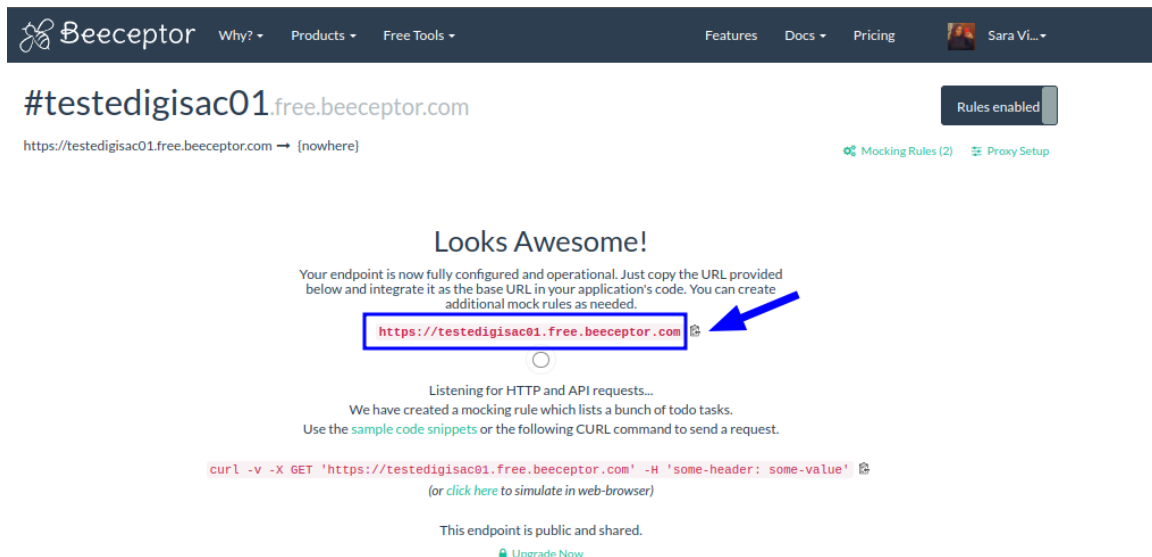 Beeceptor Why? Products Free Tools Features Docs Pricing Sara Vi...
#testedigisac01.free.beeceptor.com
Rules enabled
https://testedigisac01.free.beeceptor.com → {nowhere}
Mocking Rules (2) Proxy Setup
Looks Awesome!
Your endpoint is now fully configured and operational. Just copy the URL provided
below and integrate it as the base URL in your application's code. You can create
additional mock rules as needed.
https://testedigisac01.free.beeceptor.com
Listening for HTTP and API requests...
We have created a mocking rule which lists a bunch of todo tasks.
Use the sample code snippets or the following CURL command to send a request.
curl -v -X GET 'https://testedigisac01.free.beeceptor.com' -H 'some-header: some-value'
(or click here to simulate in web-browser)
This endpoint is public and shared.
Upgrade Now